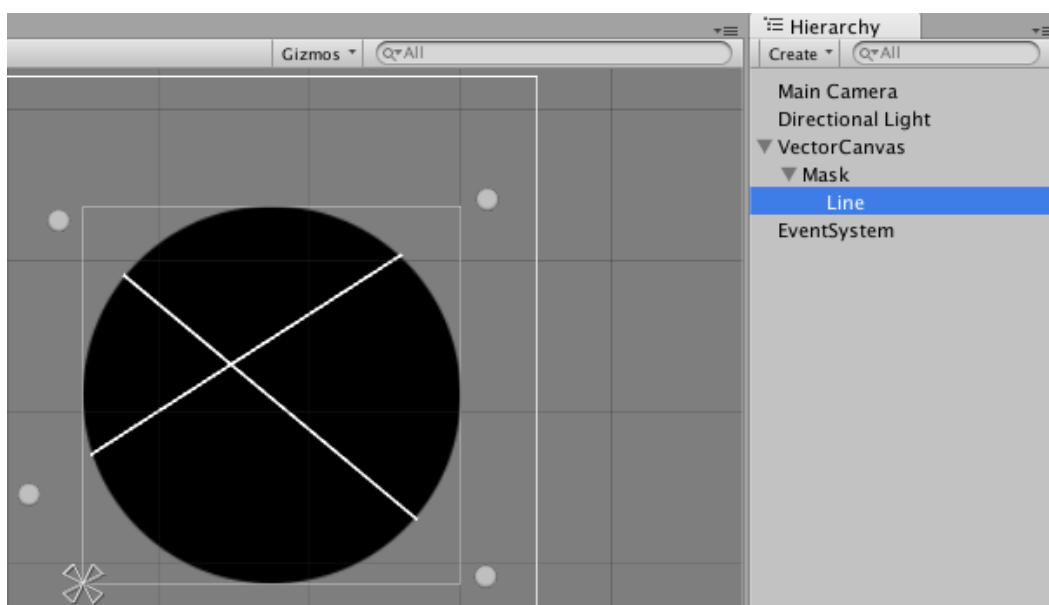 Gizmos
All
Hierarchy
Create
All
Main Camera
Directional Light
VectorCanvas
Mask
Line
EventSystem